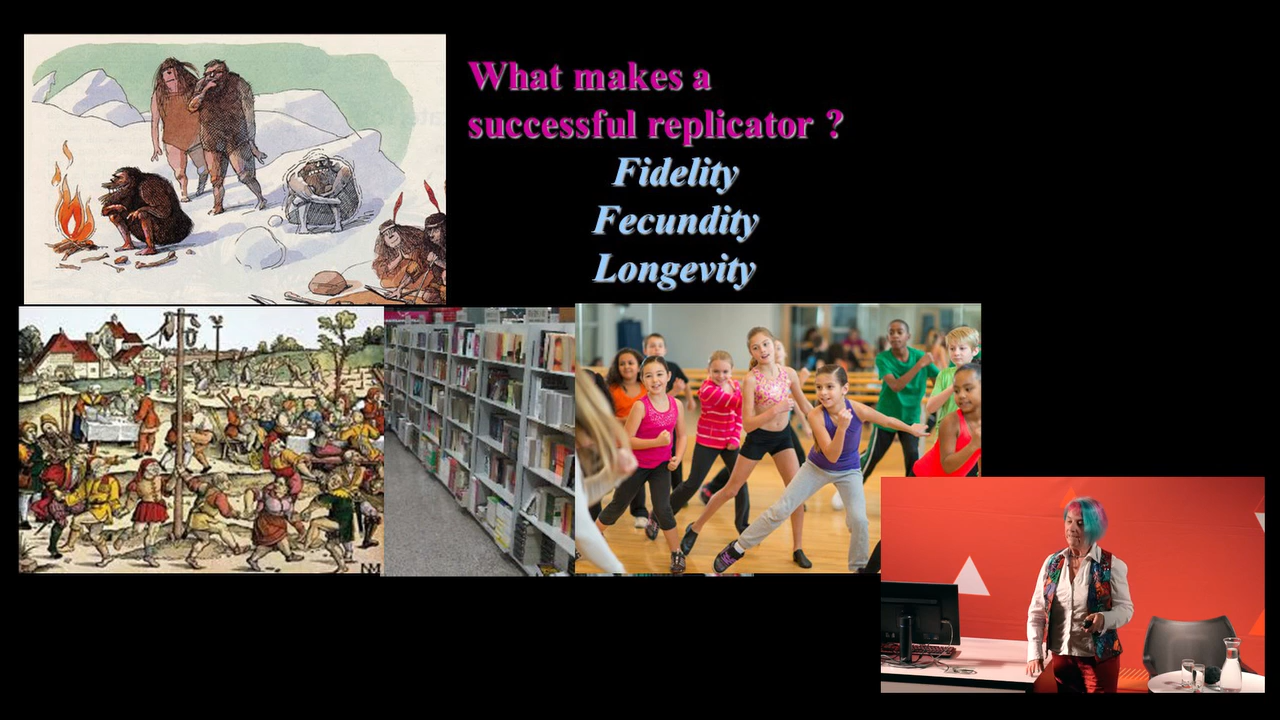 What makes a
successful replicator ?
Fidelity
Fecundity
Longevity